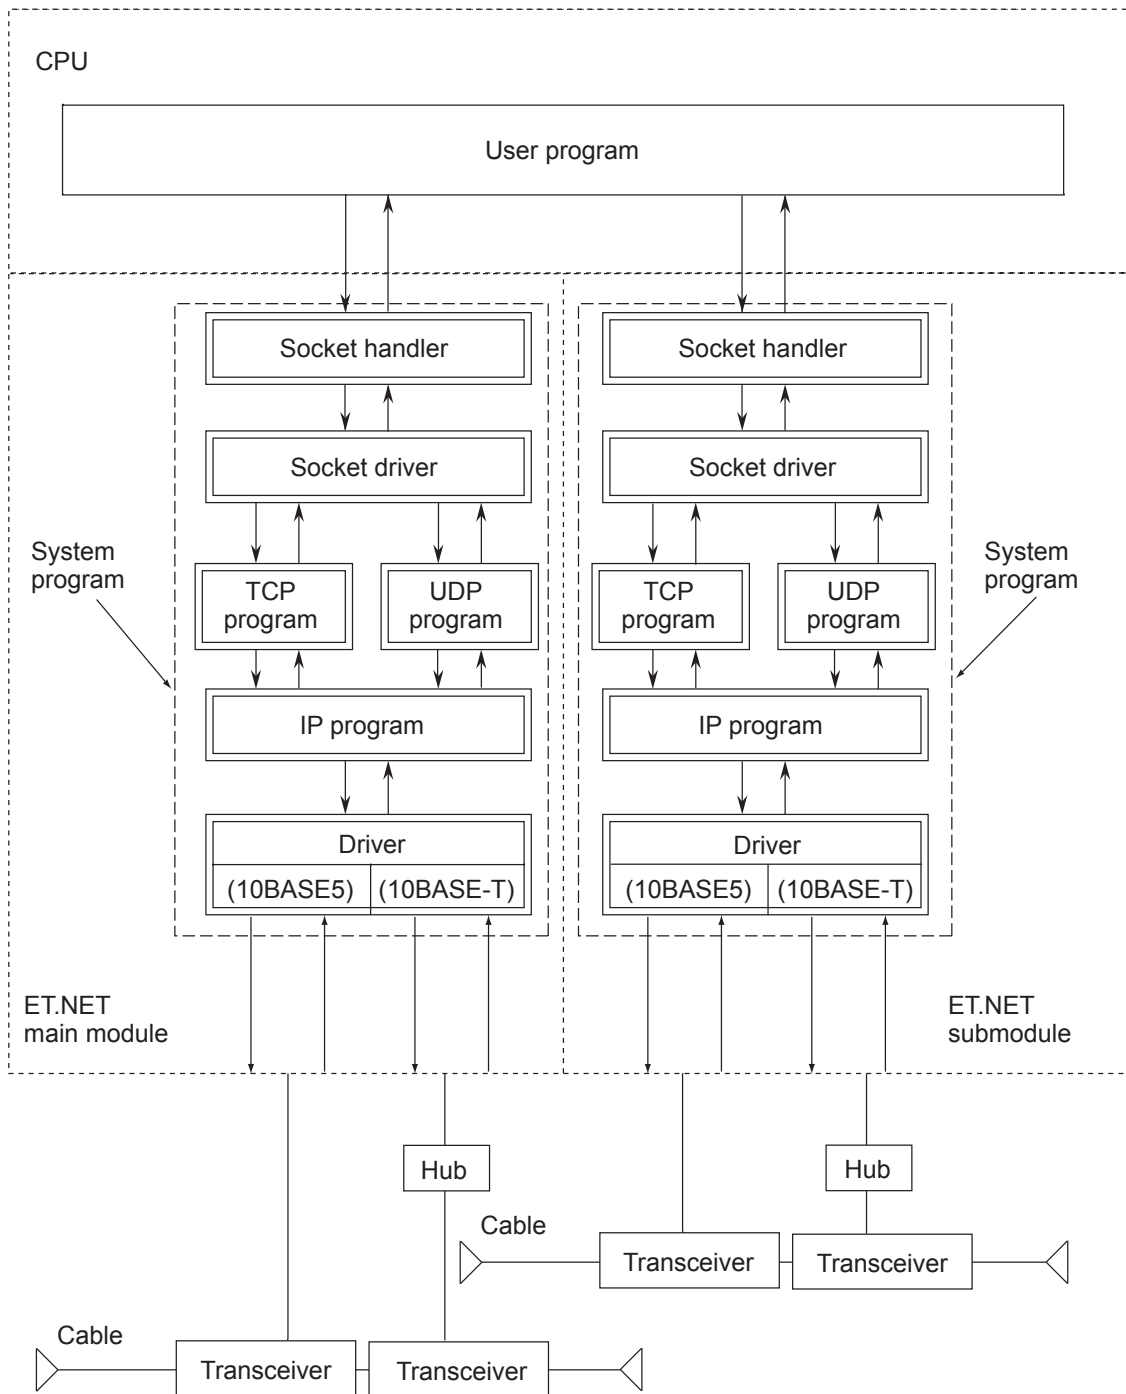 CPU
User program
Socket handler
Socket handler
Socket driver
Socket driver
System
program
TCP
program
UDP
program
TCP
program
UDP
program
System
program
IP program
IP program
Driver
(10BASE5)
(10BASE-T)
Driver
(10BASE5)
(10BASE-T)
ET.NET
main module
ET.NET
submodule
Hub
Hub
Cable
Transceiver
Transceiver
Cable
Transceiver
Transceiver